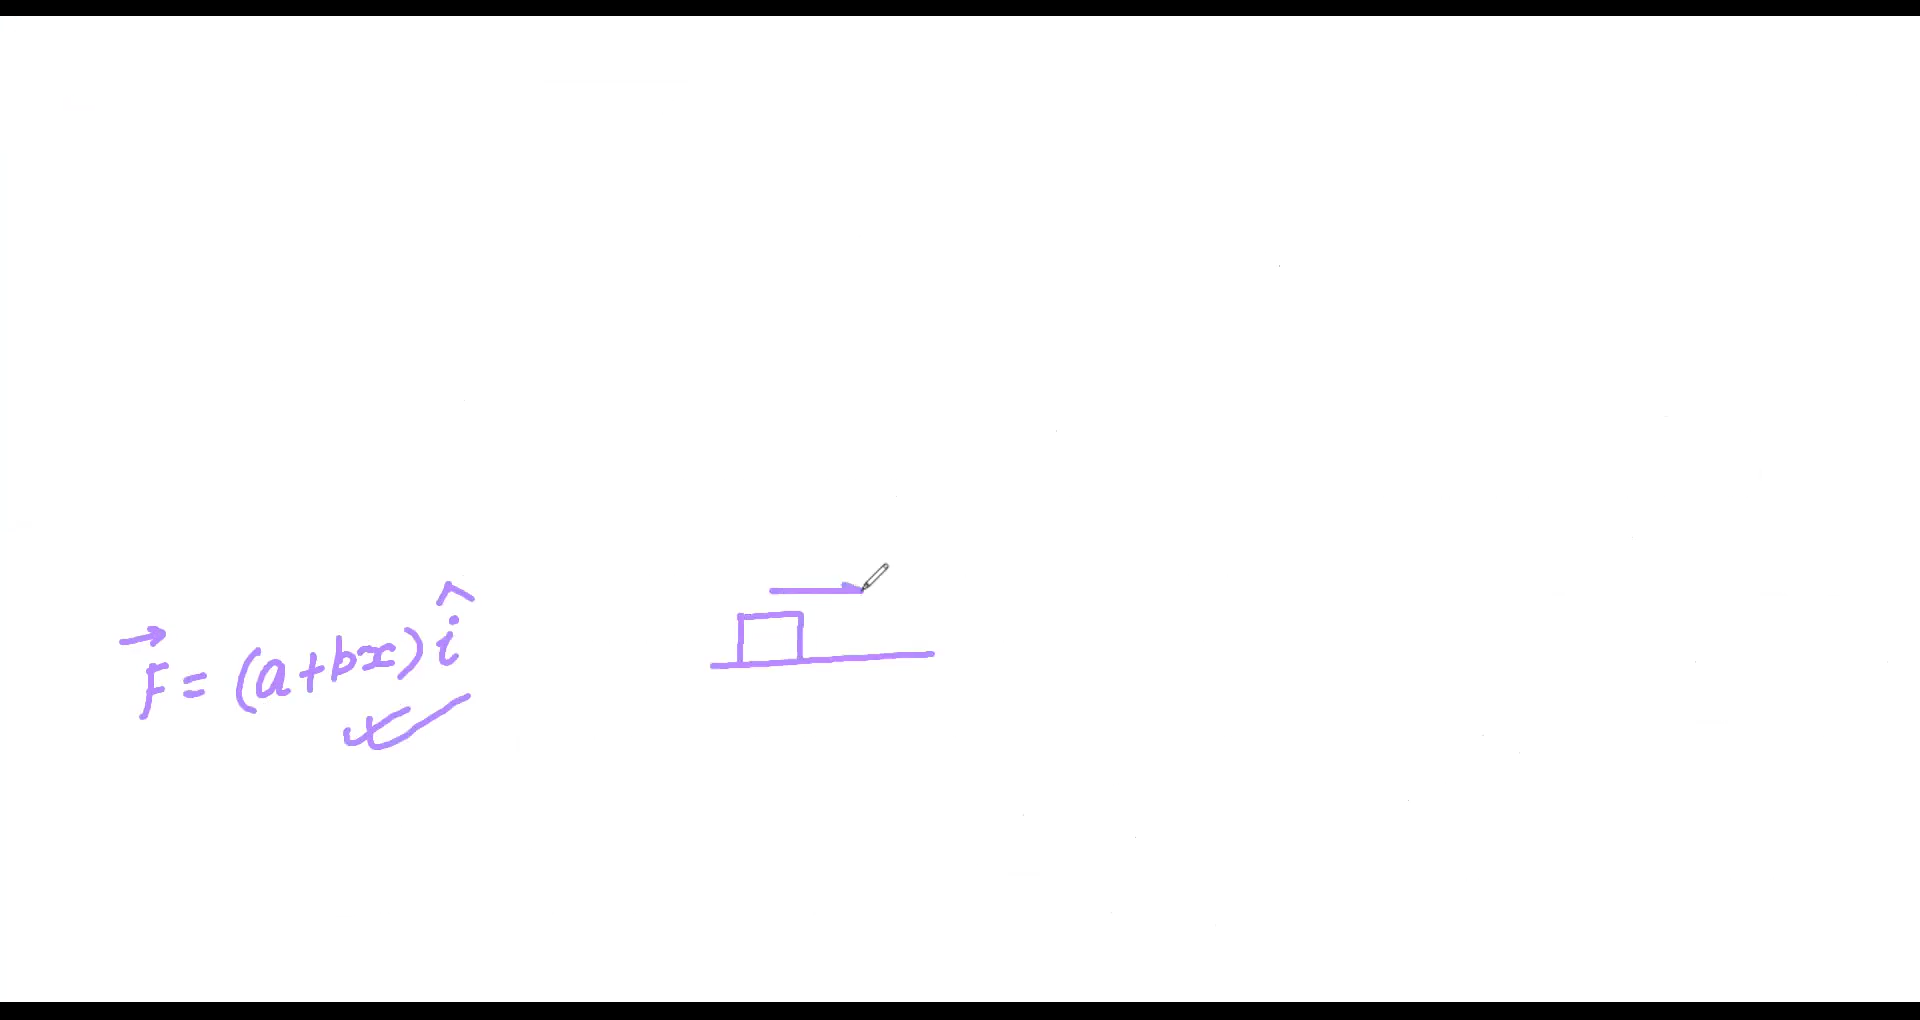 F⃗ = (a+bx) î